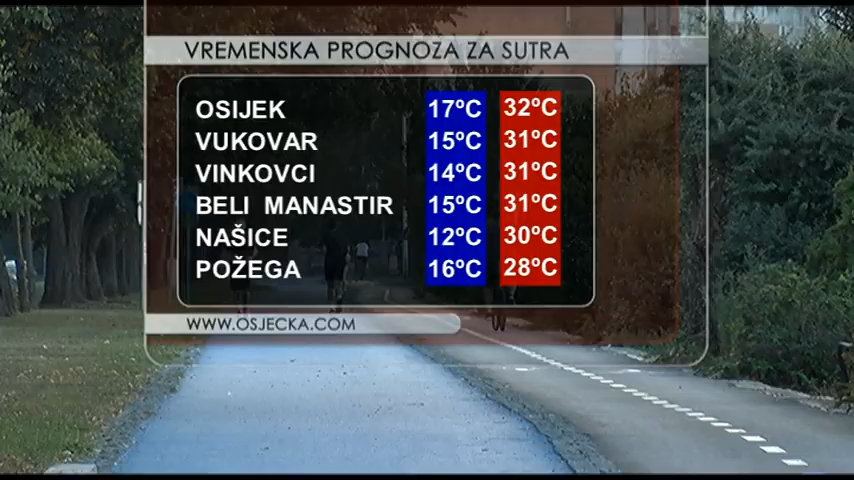 VREMENSKA PROGNOZA ZA SUTRA
OSIJEK 17ºC 32ºC
VUKOVAR 15ºC 31ºC
VINKOVCI 14ºC 31ºC
BELI MANASTIR 15ºC 31ºC
NAŠICE 12ºC 30ºC
POŽEGA 16ºC 28ºC
WWW.OSJECKA.COM